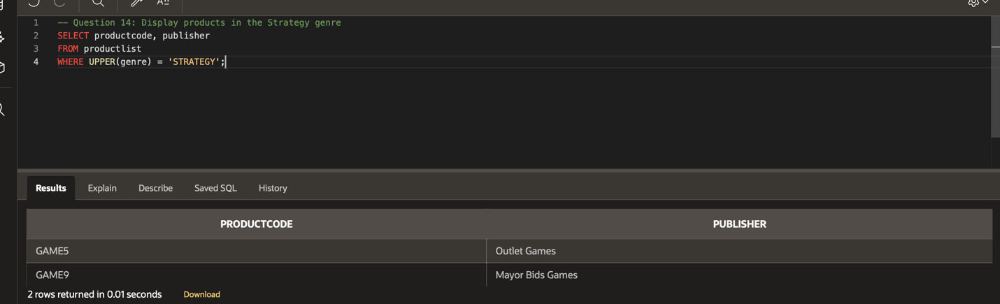 1 -- Question 14: Display products in the Strategy genre
2 SELECT productcode, publisher
3 FROM productlist
4 WHERE UPPER(genre) = 'STRATEGY';
Results Explain Describe Saved SQL History
PRODUCTCODE PUBLISHER
GAME5 Outlet Games
GAME9 Mayor Bids Games
2 rows returned in 0.01 seconds Download